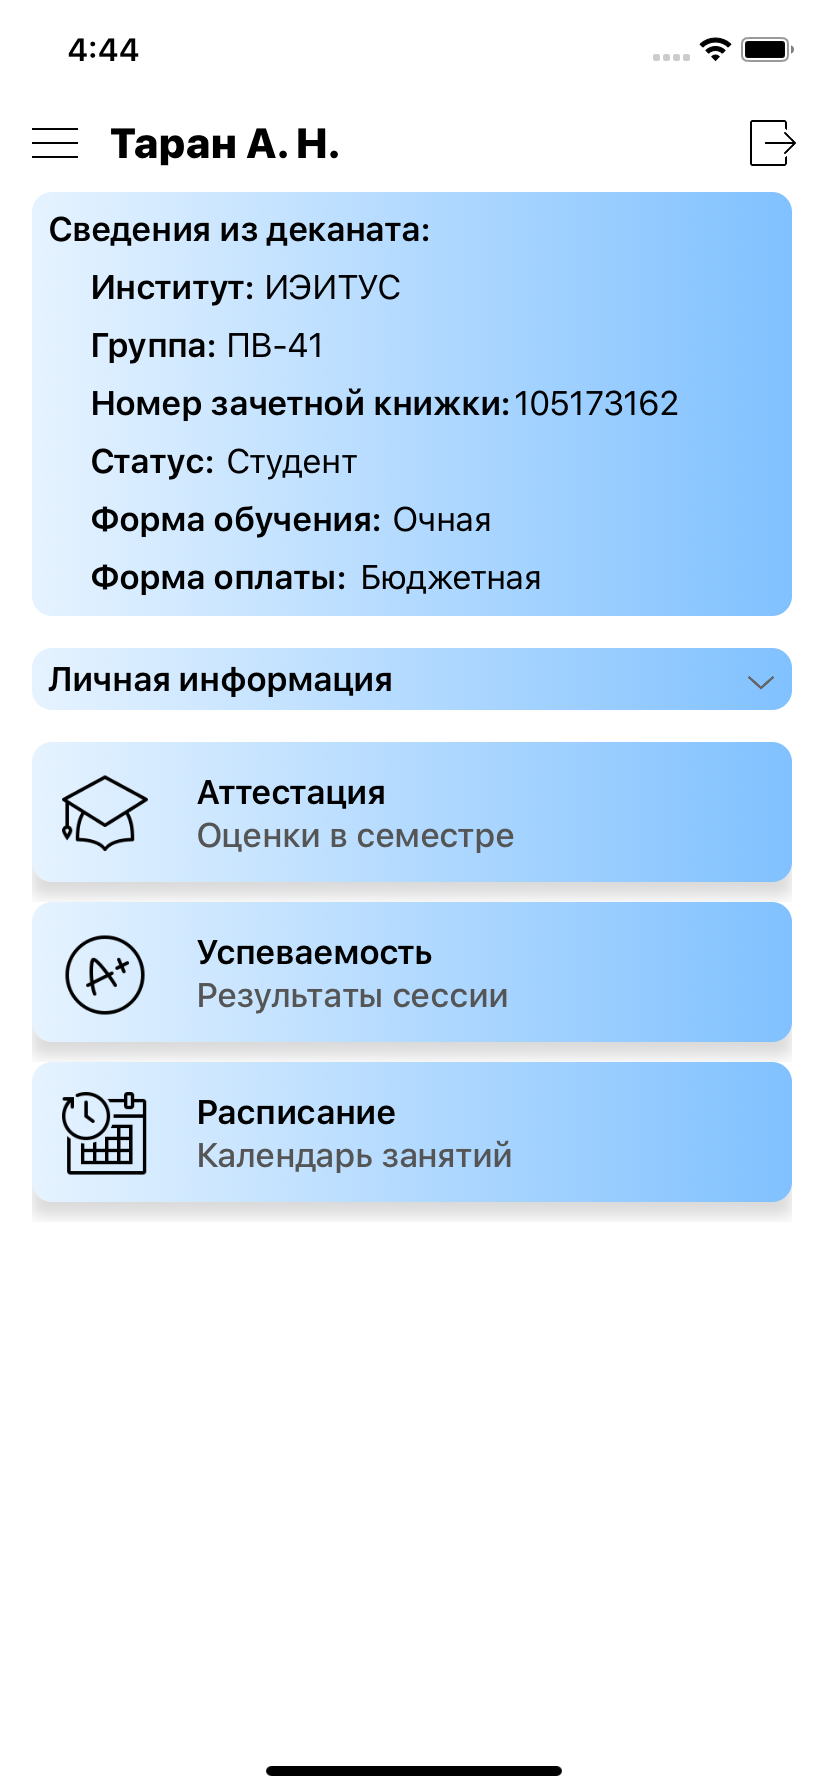 4:44
Таран А. Н.
Сведения из деканата:
Институт: ИЭИТУС
Группа: ПВ-41
Номер зачетной книжки: 105173162
Статус: Студент
Форма обучения: Очная
Форма оплаты: Бюджетная
Личная информация
Аттестация
Оценки в семестре
A+
Успеваемость
Результаты сессии
Расписание
Календарь занятий